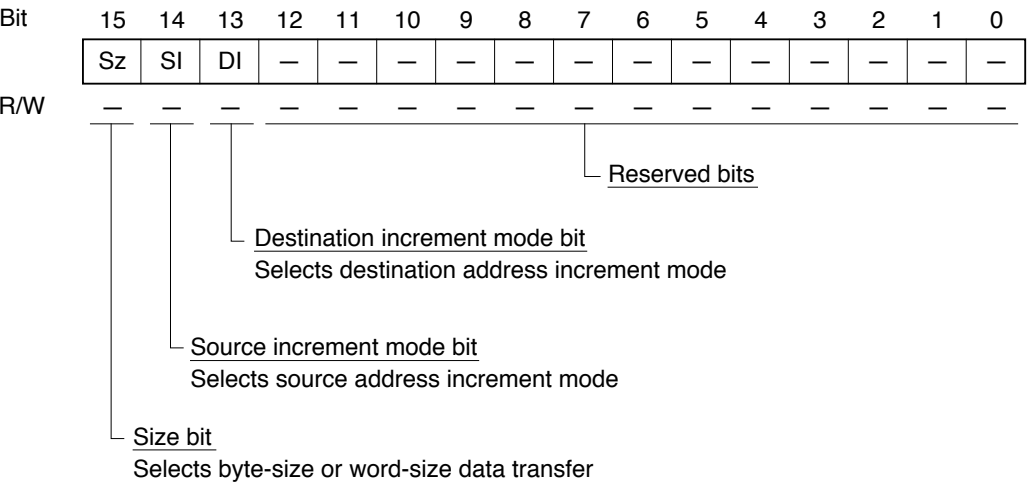 Bit 15 14 13 12 11 10 9 8 7 6 5 4 3 2 1 0
Sz SI DI — — — — — — — — — — — — —
R/W — — — — — — — — — — — — — — — —
Reserved bits
Destination increment mode bit
Selects destination address increment mode
Source increment mode bit
Selects source address increment mode
Size bit
Selects byte-size or word-size data transfer